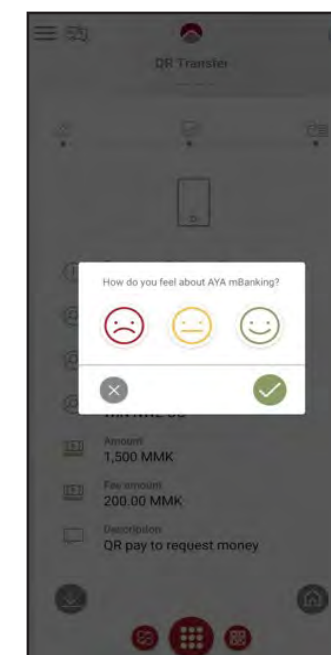 QR Transfer
How do you feel about AYA mBanking?
Amount
1,500 MMK
Fee amount
200.00 MMK
Description
QR pay to request money